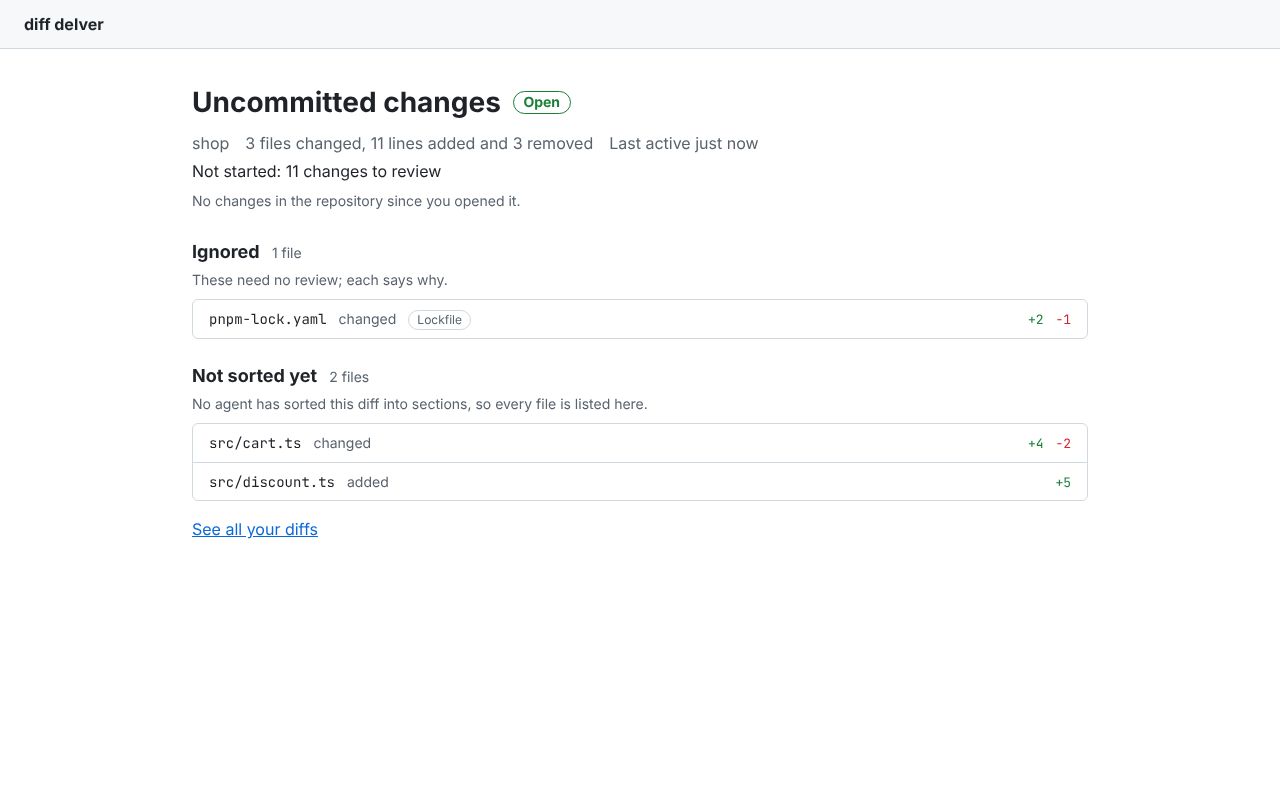 diff delver
Uncommitted changes Open
shop 3 files changed, 11 lines added and 3 removed Last active just now
Not started: 11 changes to review
No changes in the repository since you opened it.
Ignored 1 file
These need no review; each says why.
pnpm-lock.yaml changed Lockfile +2 -1
Not sorted yet 2 files
No agent has sorted this diff into sections, so every file is listed here.
src/cart.ts changed +4 -2
src/discount.ts added +5
See all your diffs